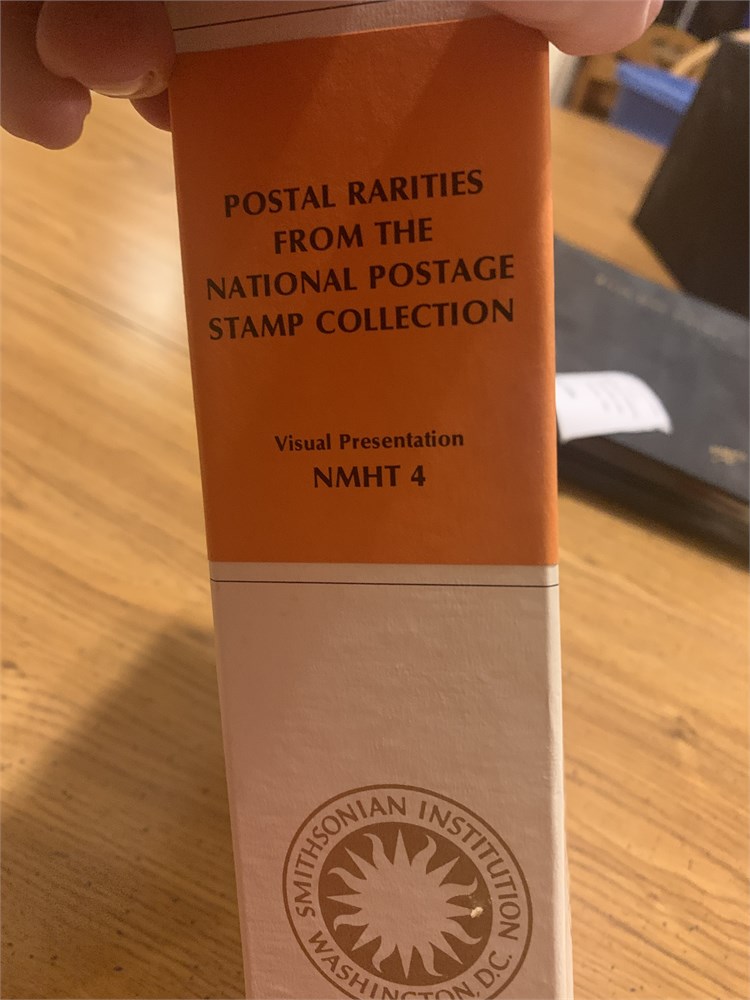 POSTAL RARITIES
FROM THE
NATIONAL POSTAGE
STAMP COLLECTION
Visual Presentation
NMHT 4
SMITHSONIAN INSTITUTION
WASHINGTON, D.C.